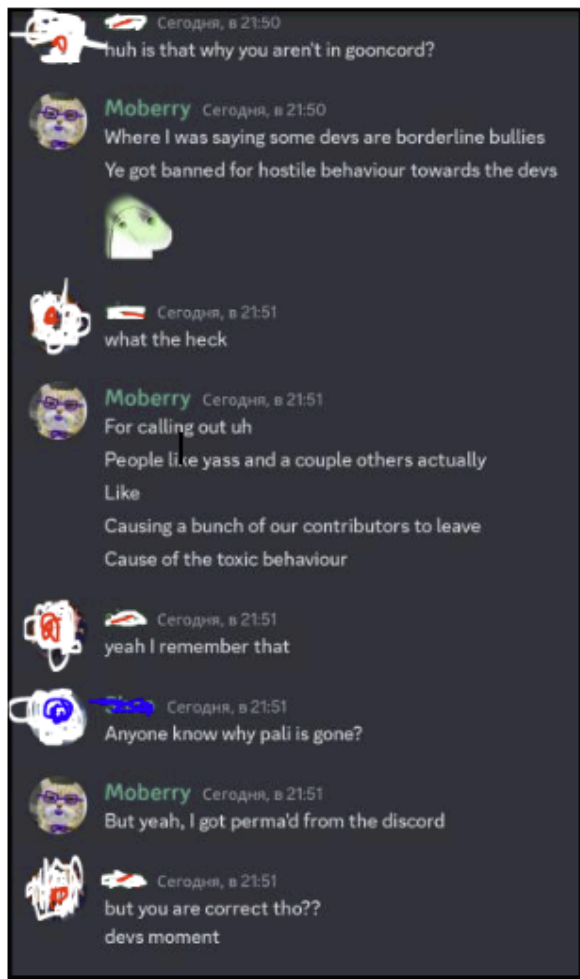 Сегодня, в 21:50
huh is that why you aren't in gooncord?
Moberry Сегодня, в 21:50
Where I was saying some devs are borderline bullies
Ye got banned for hostile behaviour towards the devs
Сегодня, в 21:51
what the heck
Moberry Сегодня, в 21:51
For calling out uh
People like yass and a couple others actually
Like
Causing a bunch of our contributors to leave
Cause of the toxic behaviour
Сегодня, в 21:51
yeah I remember that
Сегодня, в 21:51
Anyone know why pali is gone?
Moberry Сегодня, в 21:51
But yeah, I got perma'd from the discord
Сегодня, в 21:51
but you are correct tho??
devs moment